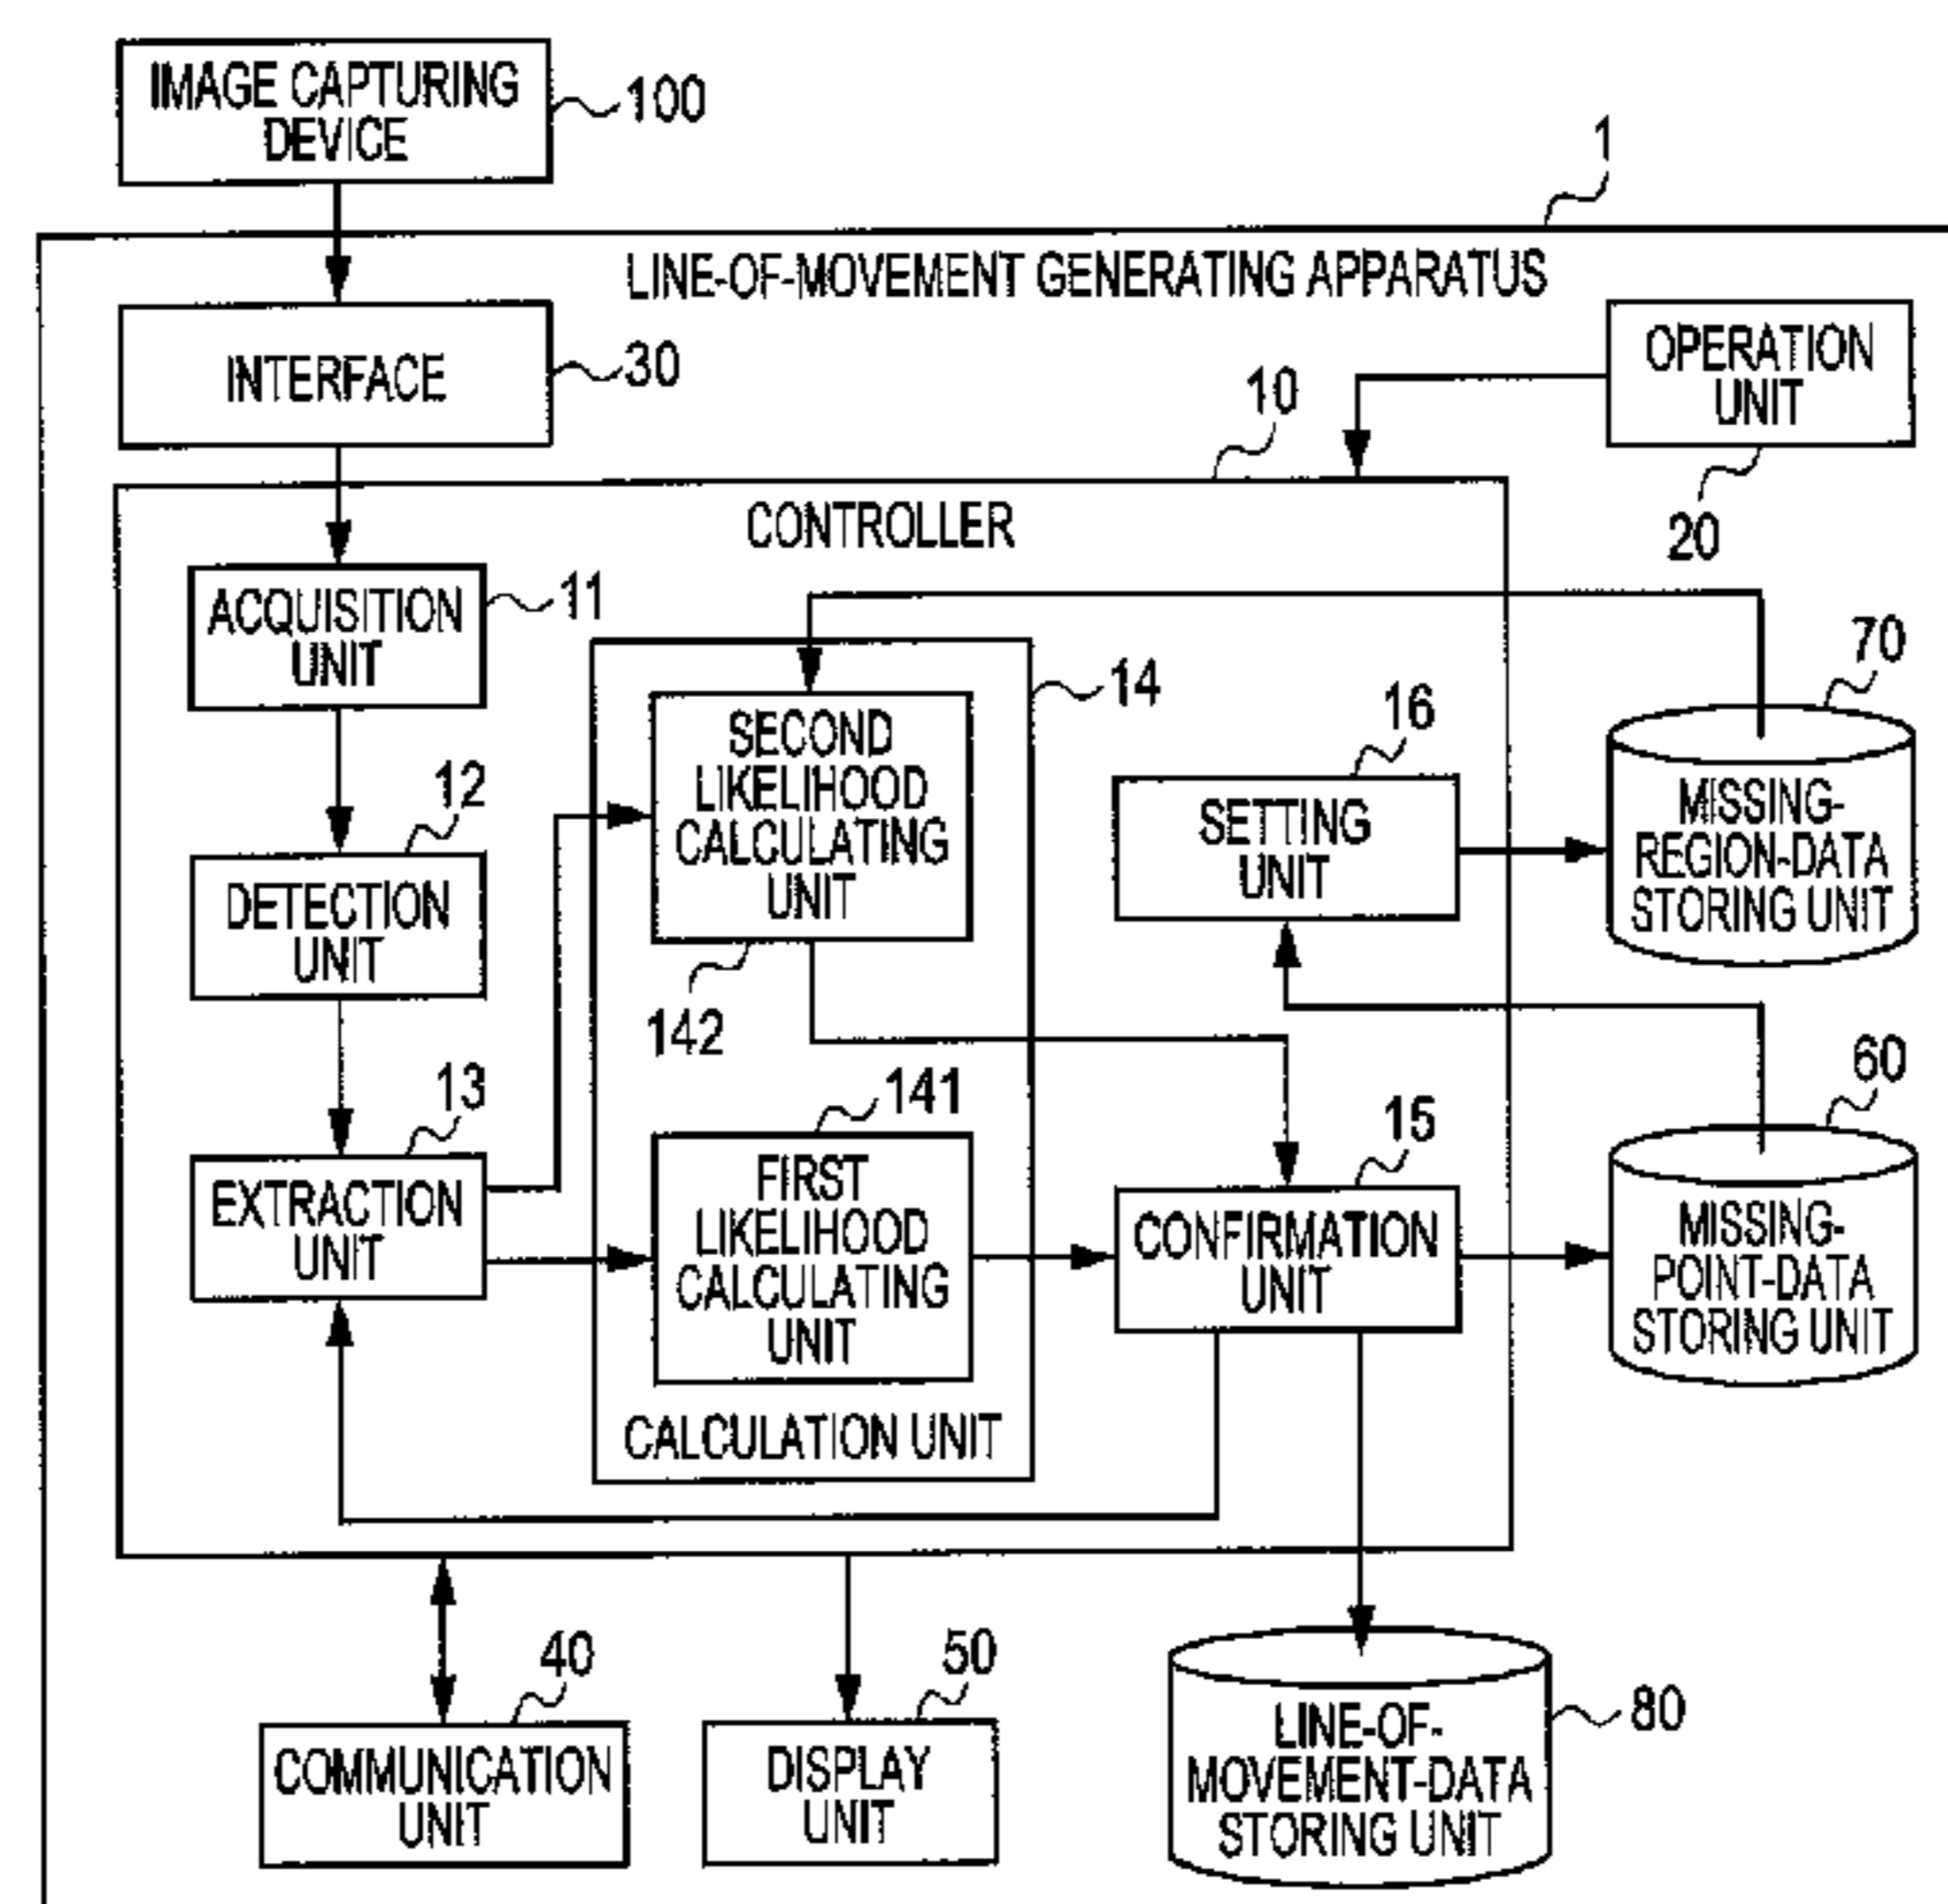 IMAGE CAPTURING
DEVICE
100
1
LINE-OF-MOVEMENT GENERATING APPARATUS
INTERFACE
30
10
OPERATION
UNIT
20
CONTROLLER
ACQUISITION
UNIT
11
14
SECOND
LIKELIHOOD
CALCULATING
UNIT
142
16
SETTING
UNIT
70
MISSING-
REGION-DATA
STORING UNIT
12
DETECTION
UNIT
13
EXTRACTION
UNIT
141
FIRST
LIKELIHOOD
CALCULATING
UNIT
CALCULATION UNIT
15
CONFIRMATION
UNIT
60
MISSING-
POINT-DATA
STORING UNIT
40
COMMUNICATION
UNIT
50
DISPLAY
UNIT
LINE-OF-
MOVEMENT-DATA
STORING UNIT
80